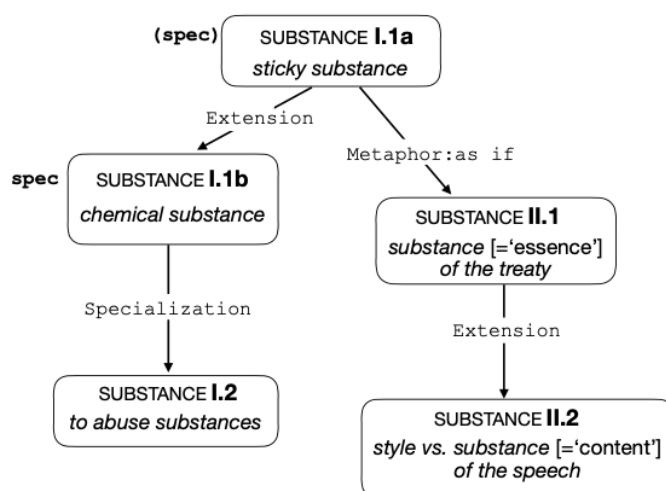 (spec) SUBSTANCE I.1a
sticky substance
Extension
Metaphor:as if
spec SUBSTANCE I.1b
chemical substance
SUBSTANCE II.1
substance [=‘essence’]
of the treaty
Specialization
Extension
SUBSTANCE I.2
to abuse substances
SUBSTANCE II.2
style vs. substance [=‘content’]
of the speech